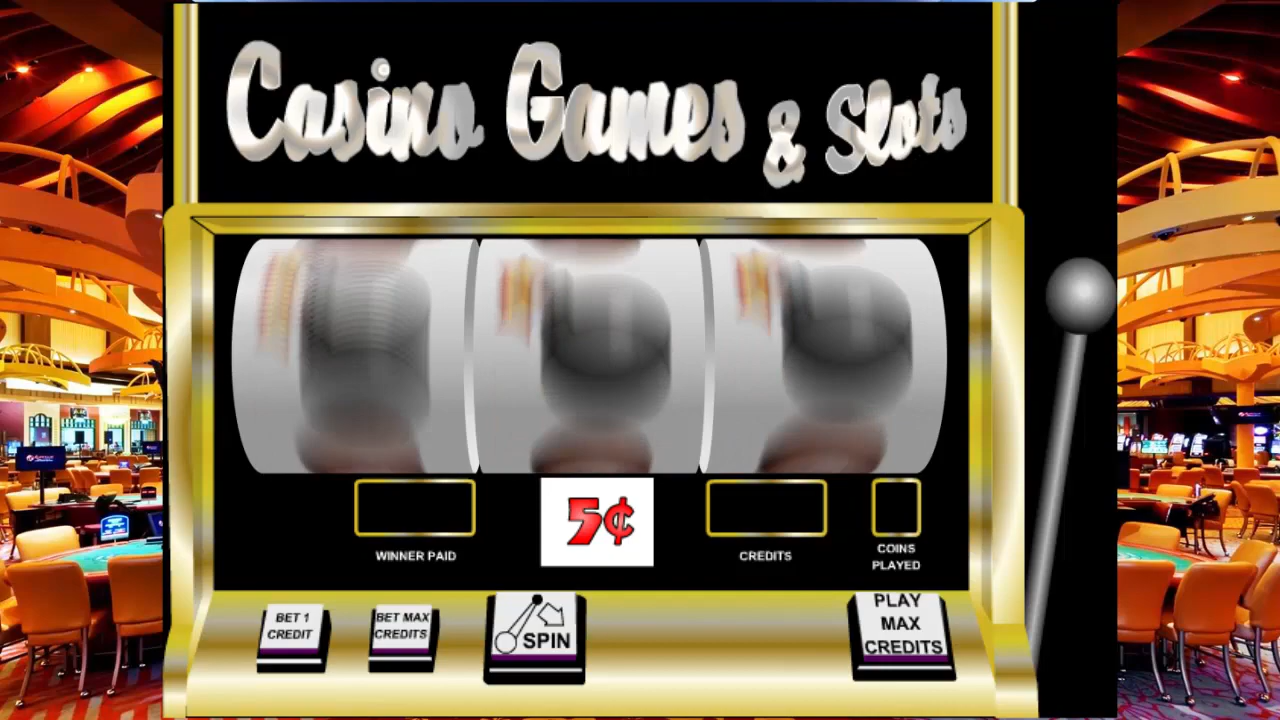 Casino Games & Slots
5¢
WINNER PAID
CREDITS
COINS
PLAYED
BET 1
CREDIT
BET MAX
CREDITS
SPIN
PLAY
MAX
CREDITS